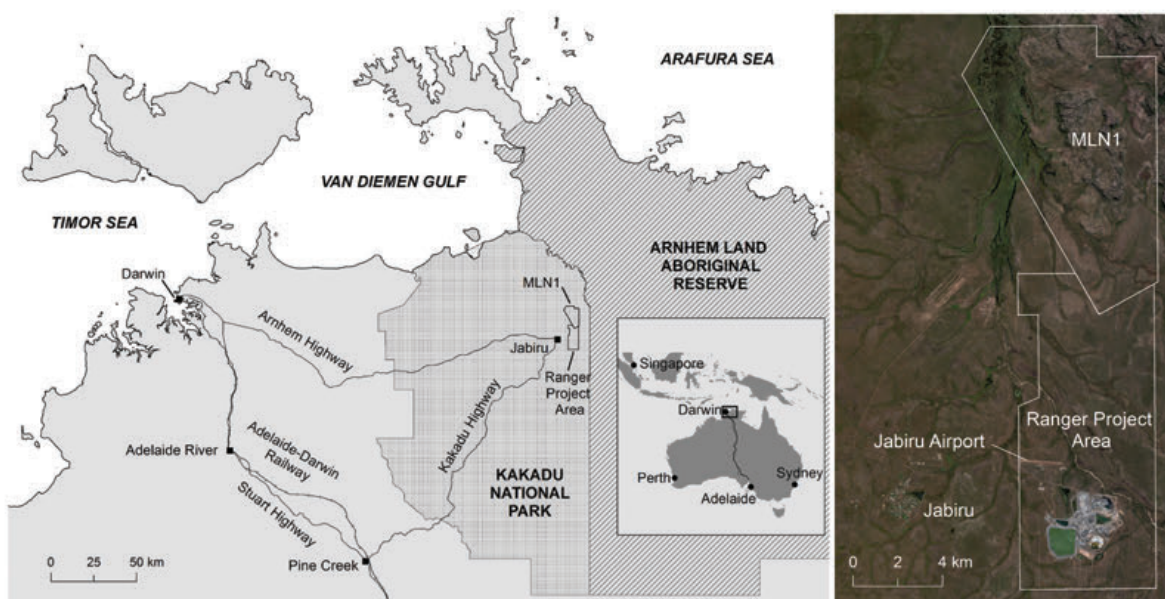 ARAFURA SEA
VAN DIEMEN GULF
TIMOR SEA
Darwin
ARNHEM LAND
ABORIGINAL
RESERVE
MLN1
Arnhem Highway
Jabiru
Ranger
Project
Area
Kakadu Highway
Adelaide River
Adelaide-Darwin
Railway
Stuart Highway
KAKADU
NATIONAL
PARK
Pine Creek
0 25 50 km
Singapore
Darwin
Perth
Adelaide
Sydney
MLN1
Ranger Project
Area
Jabiru Airport
Jabiru
0 2 4 km